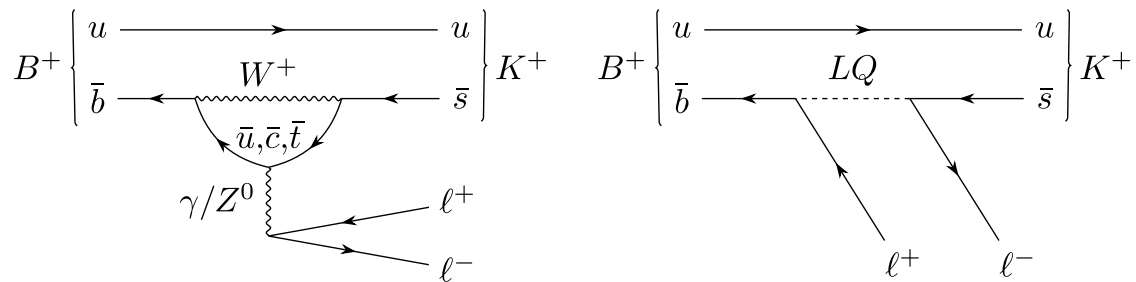 u u u u
B⁺ W⁺ K⁺ B⁺ LQ K⁺
b̄ s̄ b̄ s̄
ū,c̄,t̄
γ/Z⁰ ℓ⁺
ℓ⁻ ℓ⁺ ℓ⁻